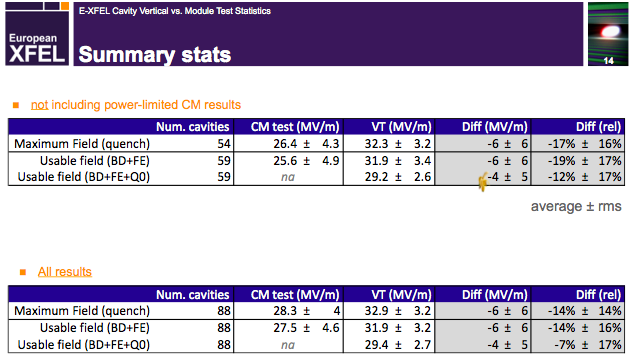 E-XFEL Cavity Vertical vs. Module Test Statistics
European
XFEL
Summary stats
14
not including power-limited CM results
Num. cavities CM test (MV/m) VT (MV/m) Diff (MV/m) Diff (rel)
Maximum Field (quench) 54 26.4 ± 4.3 32.3 ± 3.2 -6 ± 6 -17% ± 16%
Usable field (BD+FE) 59 25.6 ± 4.9 31.9 ± 3.4 -6 ± 6 -19% ± 17%
Usable field (BD+FE+Q0) 59 na 29.2 ± 2.6 -4 ± 5 -12% ± 17%
average ± rms
All results
Num. cavities CM test (MV/m) VT (MV/m) Diff (MV/m) Diff (rel)
Maximum Field (quench) 88 28.3 ± 4 32.9 ± 3.2 -6 ± 6 -14% ± 14%
Usable field (BD+FE) 88 27.5 ± 4.6 31.9 ± 3.2 -6 ± 6 -14% ± 16%
Usable field (BD+FE+Q0) 88 na 29.4 ± 2.7 -4 ± 5 -7% ± 17%